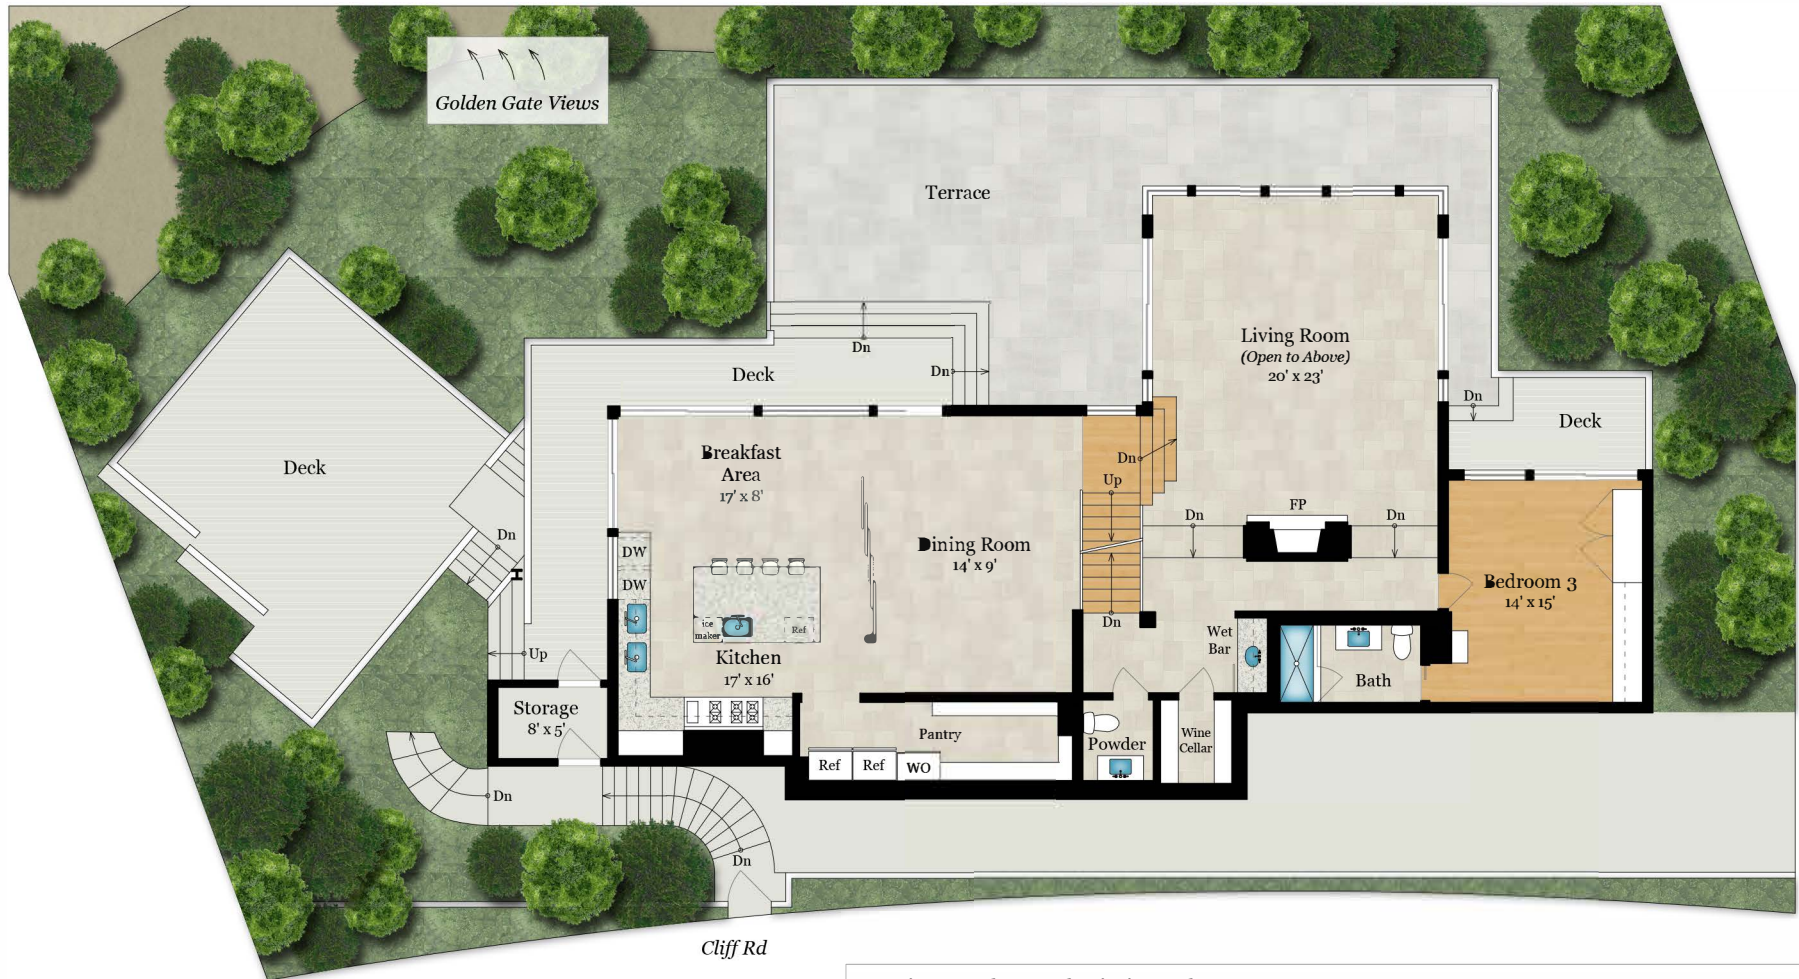 Golden Gate Views
Terrace
Living Room
(Open to Above)
20' x 23'
Dn
Dn
Deck
Dn
Deck
Deck
Breakfast
Area
17' x 8'
Dn
Up
Dn
FP
Dn
Dn
DW
DW
Dining Room
14' x 9'
Bedroom 3
14' x 15'
ice
maker
Ref
Dn
Wet
Bar
Up
Kitchen
17' x 16'
Bath
Storage
8' x 5'
Pantry
Powder
Wine
Cellar
Ref
Ref
WO
Dn
Dn
Cliff Rd